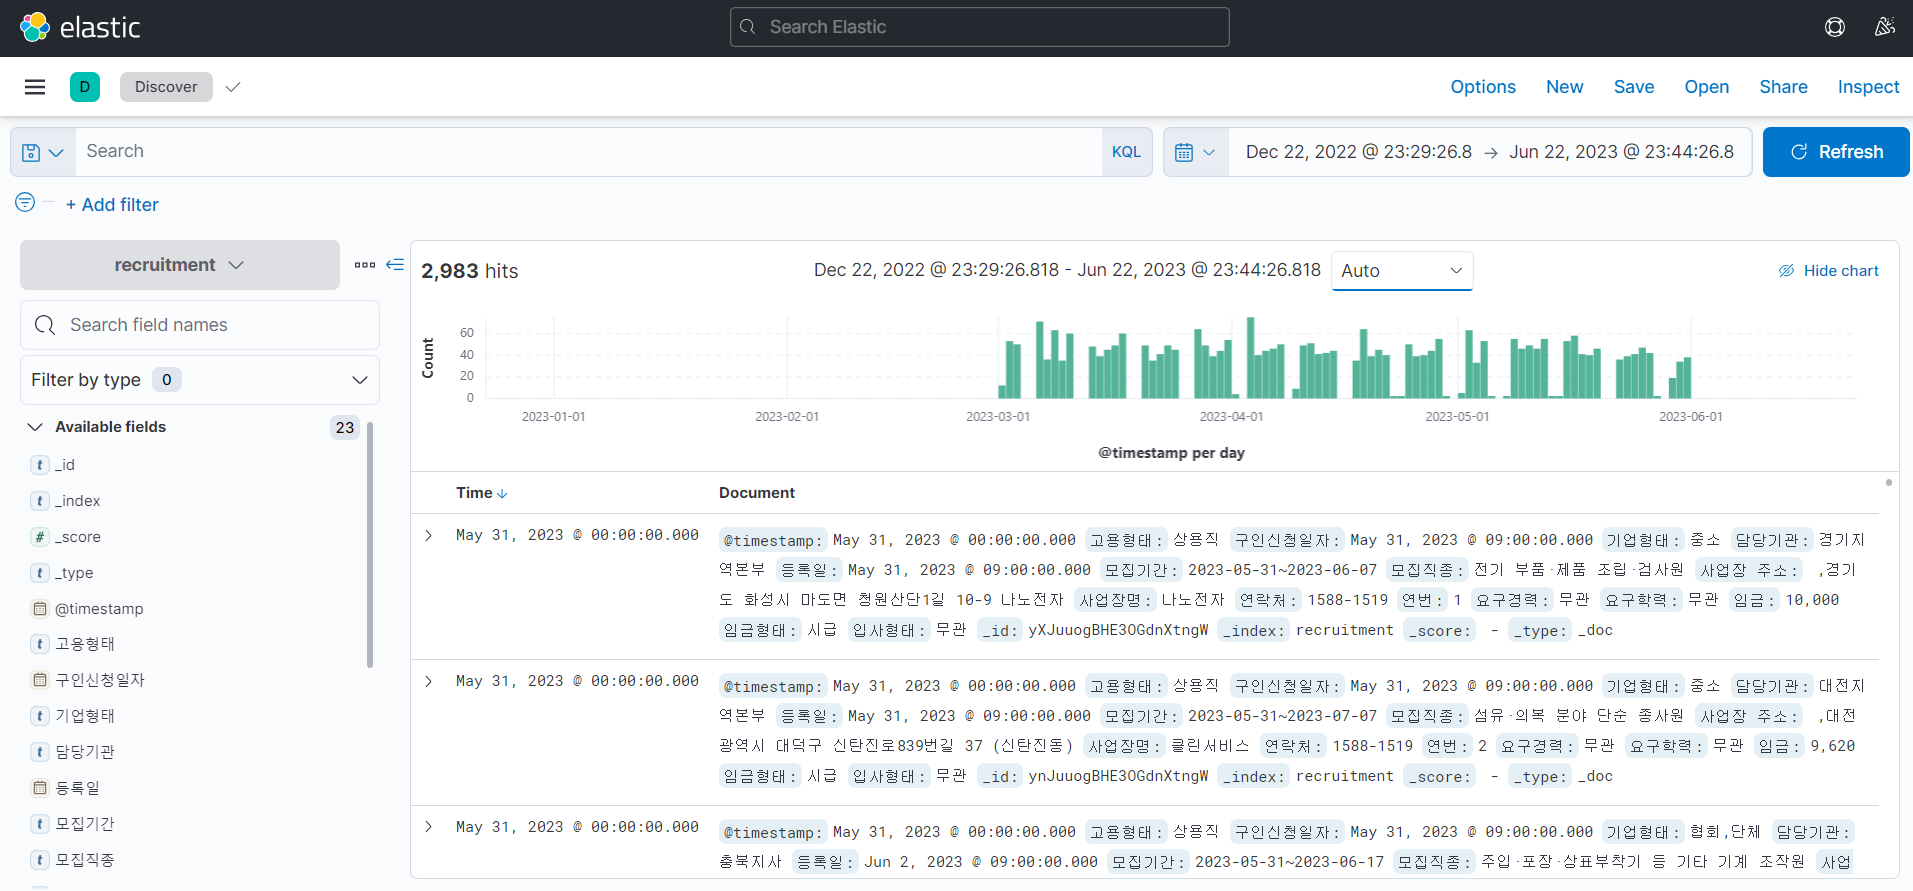 elastic
Search Elastic
D Discover
Options New Save Open Share Inspect
Search KQL Dec 22, 2022 @ 23:29:26.8 → Jun 22, 2023 @ 23:44:26.8 Refresh
+ Add filter
recruitment
Search field names
Filter by type 0
Available fields 23
t _id
t _index
# _score
t _type
@timestamp
t 고용형태
구인신청일자
t 기업형태
t 담당기관
등록일
t 모집기간
t 모집직종
2,983 hits
Dec 22, 2022 @ 23:29:26.818 - Jun 22, 2023 @ 23:44:26.818 Auto
Hide chart
Count
60
40
20
0
2023-01-01 2023-02-01 2023-03-01 2023-04-01 2023-05-01 2023-06-01
@timestamp per day
Time Document
May 31, 2023 @ 00:00:00.000 @timestamp: May 31, 2023 @ 00:00:00.000 고용형태: 상용직 구인신청일자: May 31, 2023 @ 09:00:00.000 기업형태: 중소 담당기관: 경기지
역본부 등록일: May 31, 2023 @ 09:00:00.000 모집기간: 2023-05-31~2023-06-07 모집직종: 전기 부품·제품 조립·검사원 사업장 주소: ,경기
도 화성시 마도면 청원산단1길 10-9 나노전자 사업장명: 나노전자 연락처: 1588-1519 연번: 1 요구경력: 무관 요구학력: 무관 임금: 10,000
임금형태: 시급 입사형태: 무관 _id: yXJuuogBHE3OGdnXtngW _index: recruitment _score: - _type: _doc
May 31, 2023 @ 00:00:00.000 @timestamp: May 31, 2023 @ 00:00:00.000 고용형태: 상용직 구인신청일자: May 31, 2023 @ 09:00:00.000 기업형태: 중소 담당기관: 대전지
역본부 등록일: May 31, 2023 @ 09:00:00.000 모집기간: 2023-05-31~2023-07-07 모집직종: 섬유·의복 분야 단순 종사원 사업장 주소: ,대전
광역시 대덕구 신탄진로839번길 37 (신탄진동) 사업장명: 클린서비스 연락처: 1588-1519 연번: 2 요구경력: 무관 요구학력: 무관 임금: 9,620
임금형태: 시급 입사형태: 무관 _id: ynJuuogBHE3OGdnXtngW _index: recruitment _score: - _type: _doc
May 31, 2023 @ 00:00:00.000 @timestamp: May 31, 2023 @ 00:00:00.000 고용형태: 상용직 구인신청일자: May 31, 2023 @ 09:00:00.000 기업형태: 협회,단체 담당기관:
충북지사 등록일: Jun 2, 2023 @ 09:00:00.000 모집기간: 2023-05-31~2023-06-17 모집직종: 주입·포장·상표부착기 등 기타 기계 조작원 사업